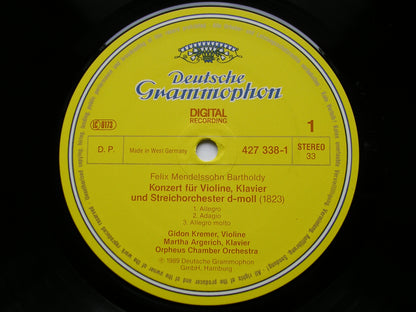 Deutsche
Grammophon
DIGITAL
RECORDING
LC 0173
1
D. P.
Made in West Germany
427 338-1
STEREO
33
Felix Mendelssohn Bartholdy
Konzert für Violine, Klavier
und Streichorchester d-moll (1823)
1. Allegro
2. Adagio
3. Allegro molto
Gidon Kremer, Violine
Martha Argerich, Klavier
Orpheus Chamber Orchestra
℗ 1989 Deutsche Grammophon
GmbH, Hamburg